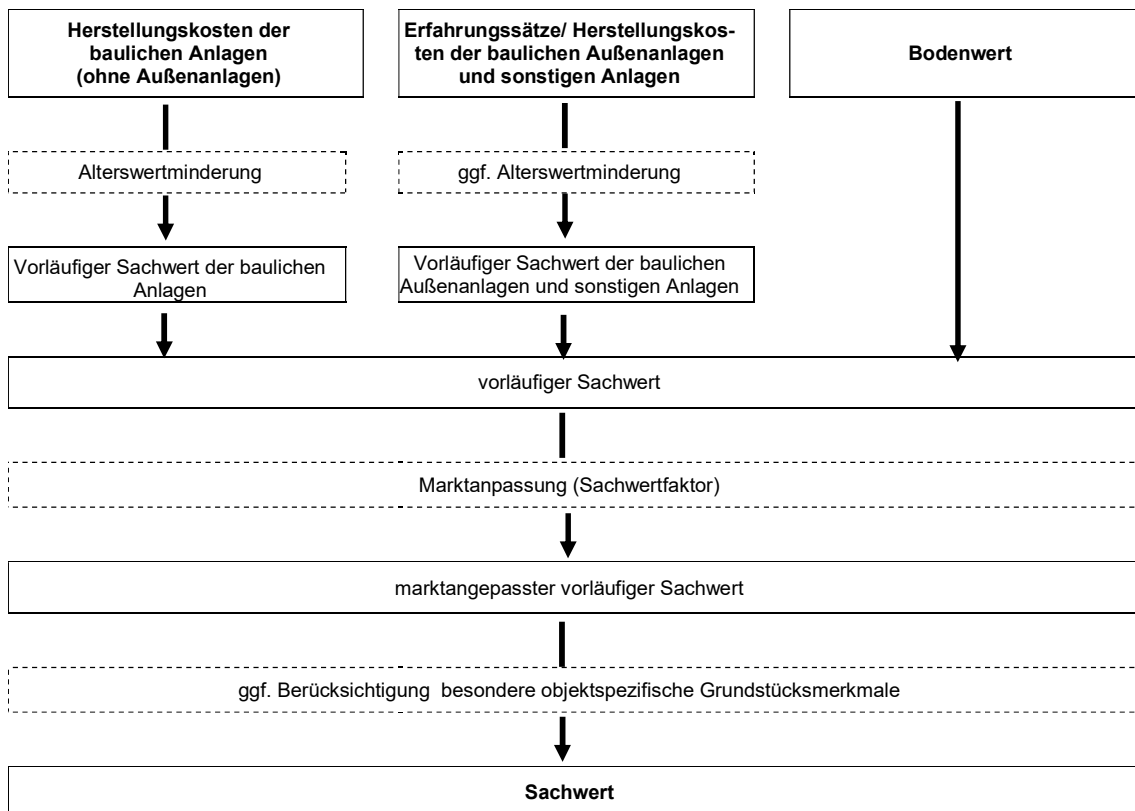 Herstellungskosten der
baulichen Anlagen
(ohne Außenanlagen)
Erfahrungssätze/ Herstellungskos-
ten der baulichen Außenanlagen
und sonstigen Anlagen
Bodenwert
Alterswertminderung
ggf. Alterswertminderung
Vorläufiger Sachwert der baulichen
Anlagen
Vorläufiger Sachwert der baulichen
Außenanlagen und sonstigen Anlagen
vorläufiger Sachwert
Marktanpassung (Sachwertfaktor)
marktangepasster vorläufiger Sachwert
ggf. Berücksichtigung besondere objektspezifische Grundstücksmerkmale
Sachwert